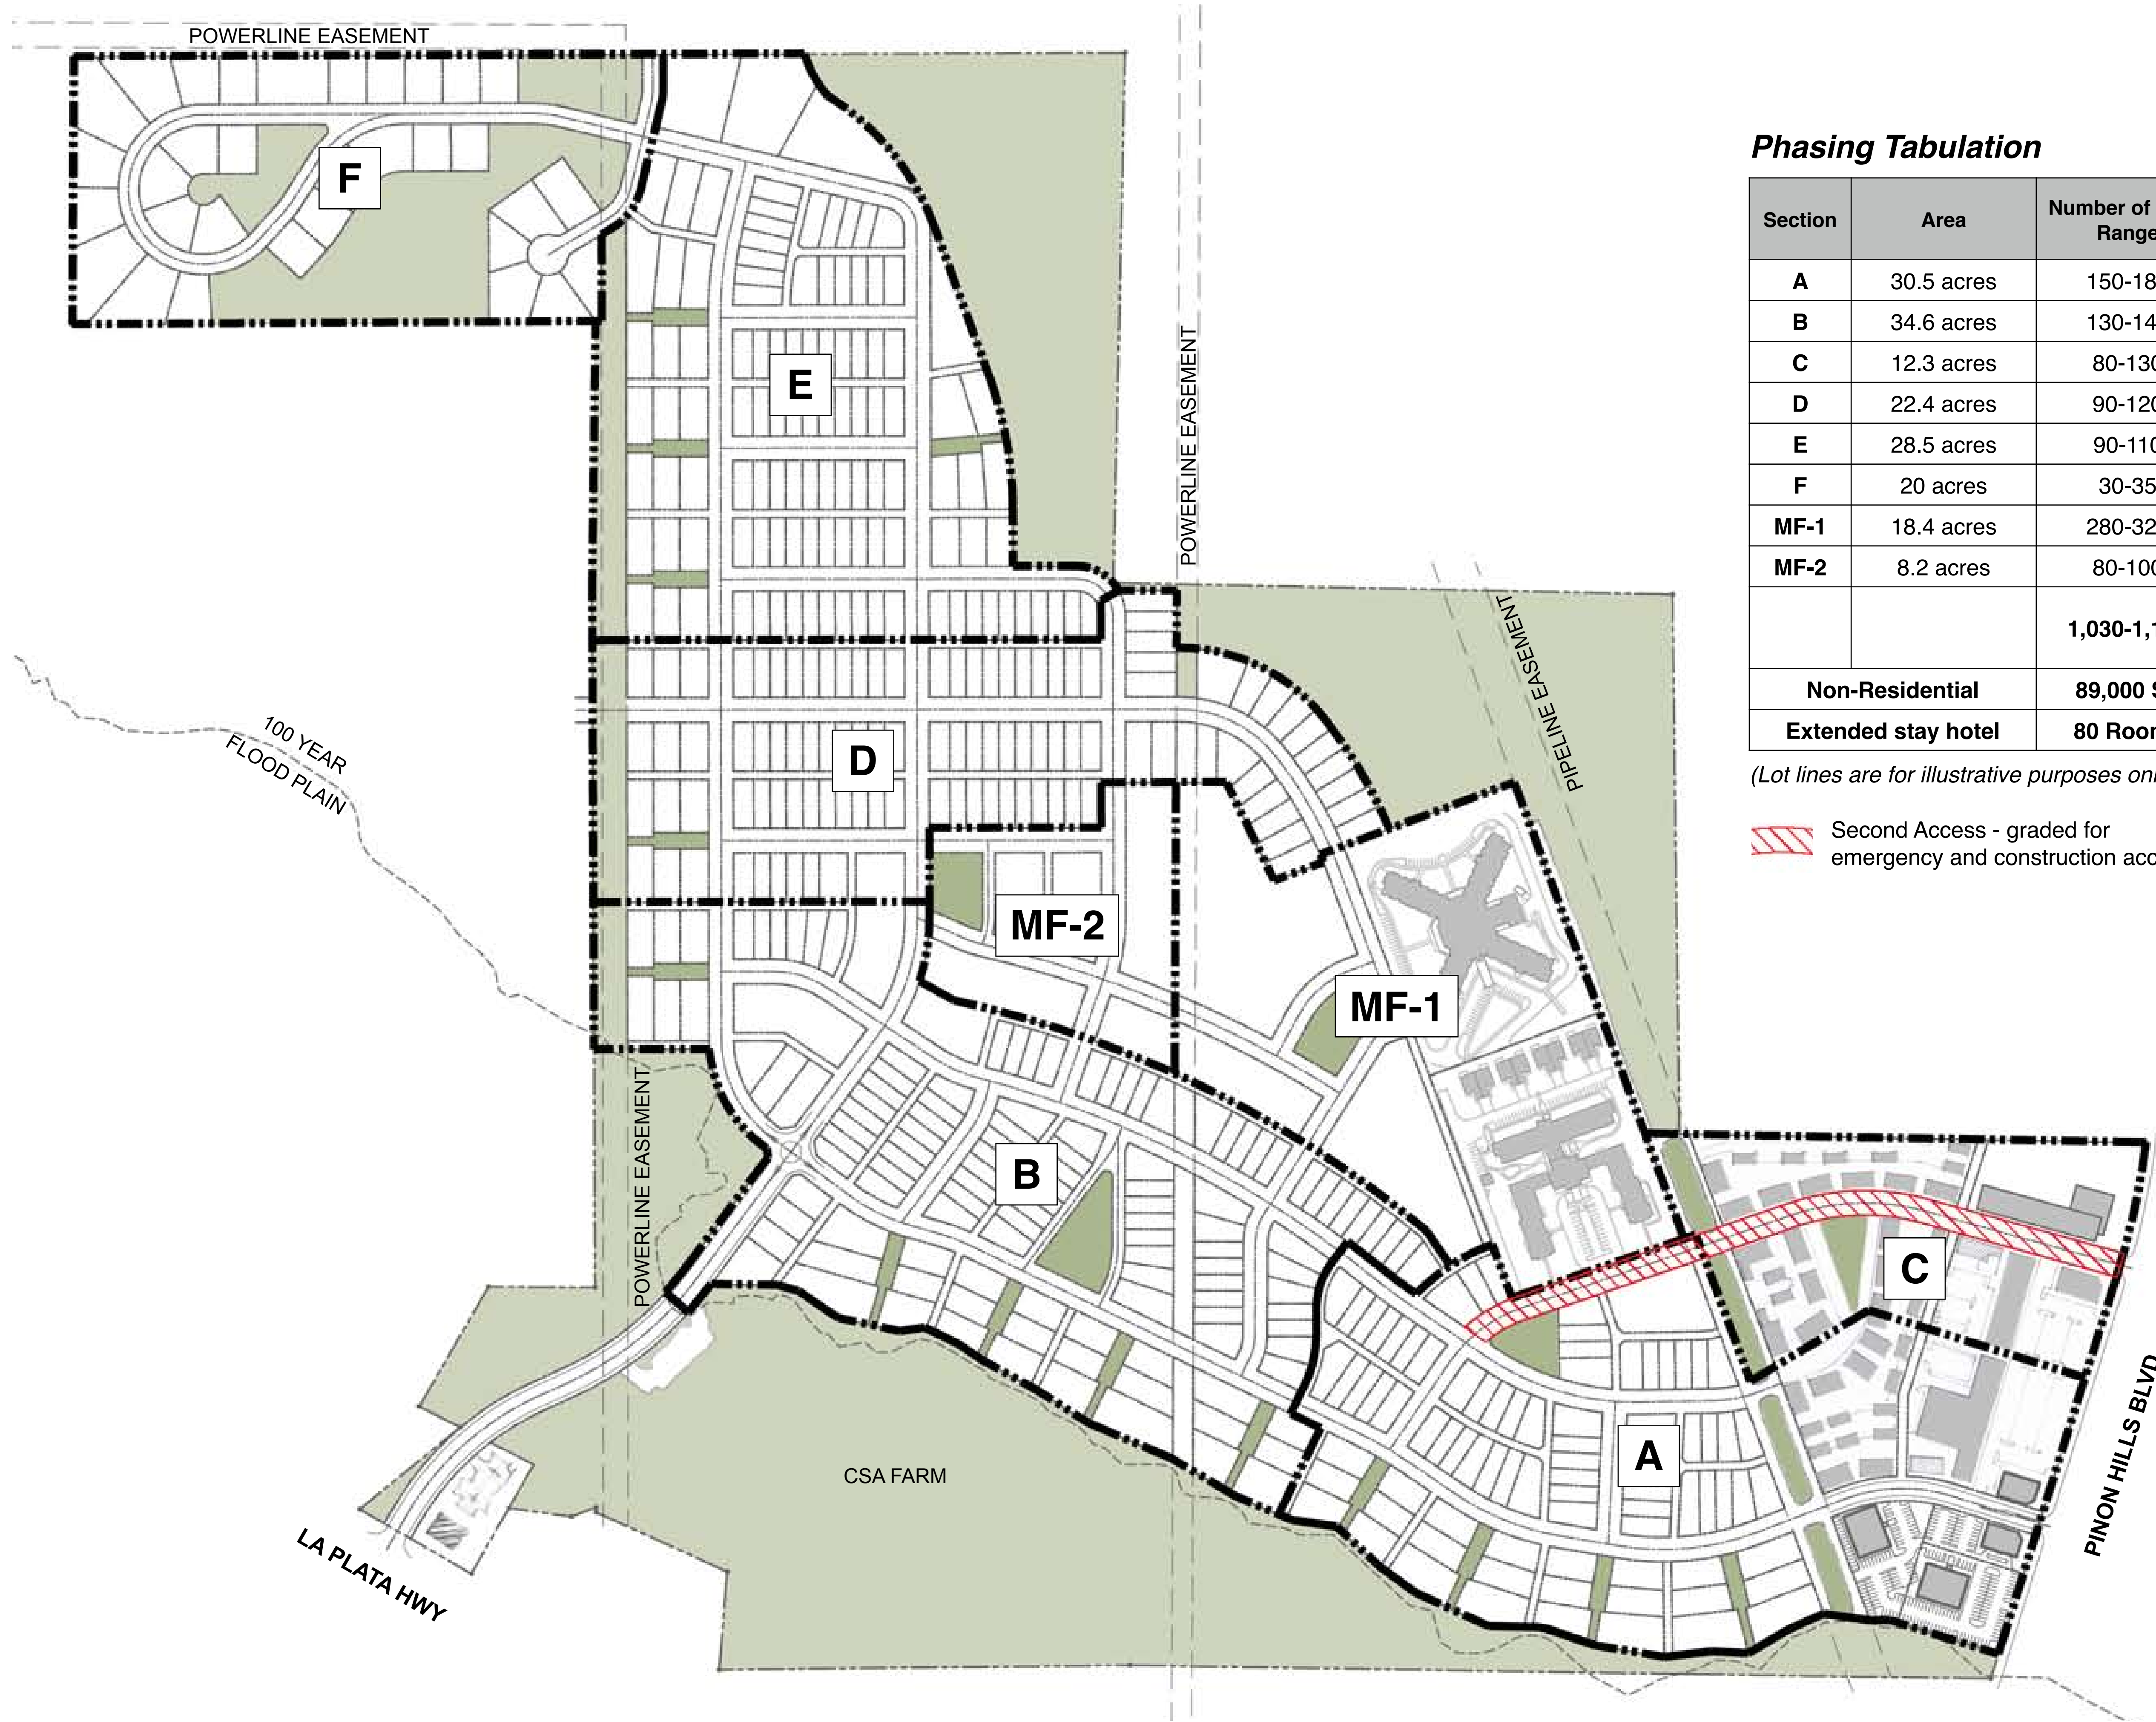 POWERLINE EASEMENT
F
E
POWERLINE EASEMENT
Phasing Tabulation
Section Area Number of
Range
A 30.5 acres 150-18
B 34.6 acres 130-14
C 12.3 acres 80-130
D 22.4 acres 90-120
E 28.5 acres 90-110
F 20 acres 30-35
MF-1 18.4 acres 280-32
MF-2 8.2 acres 80-100
1,030-1,1
Non-Residential 89,000 S
Extended stay hotel 80 Room
(Lot lines are for illustrative purposes onl
Second Access - graded for
emergency and construction acc
PIPELINE EASEMENT
100 YEAR
FLOOD PLAIN
D
MF-2
MF-1
POWERLINE EASEMENT
B
C
A
CSA FARM
LA PLATA HWY
PINON HILLS BLVD